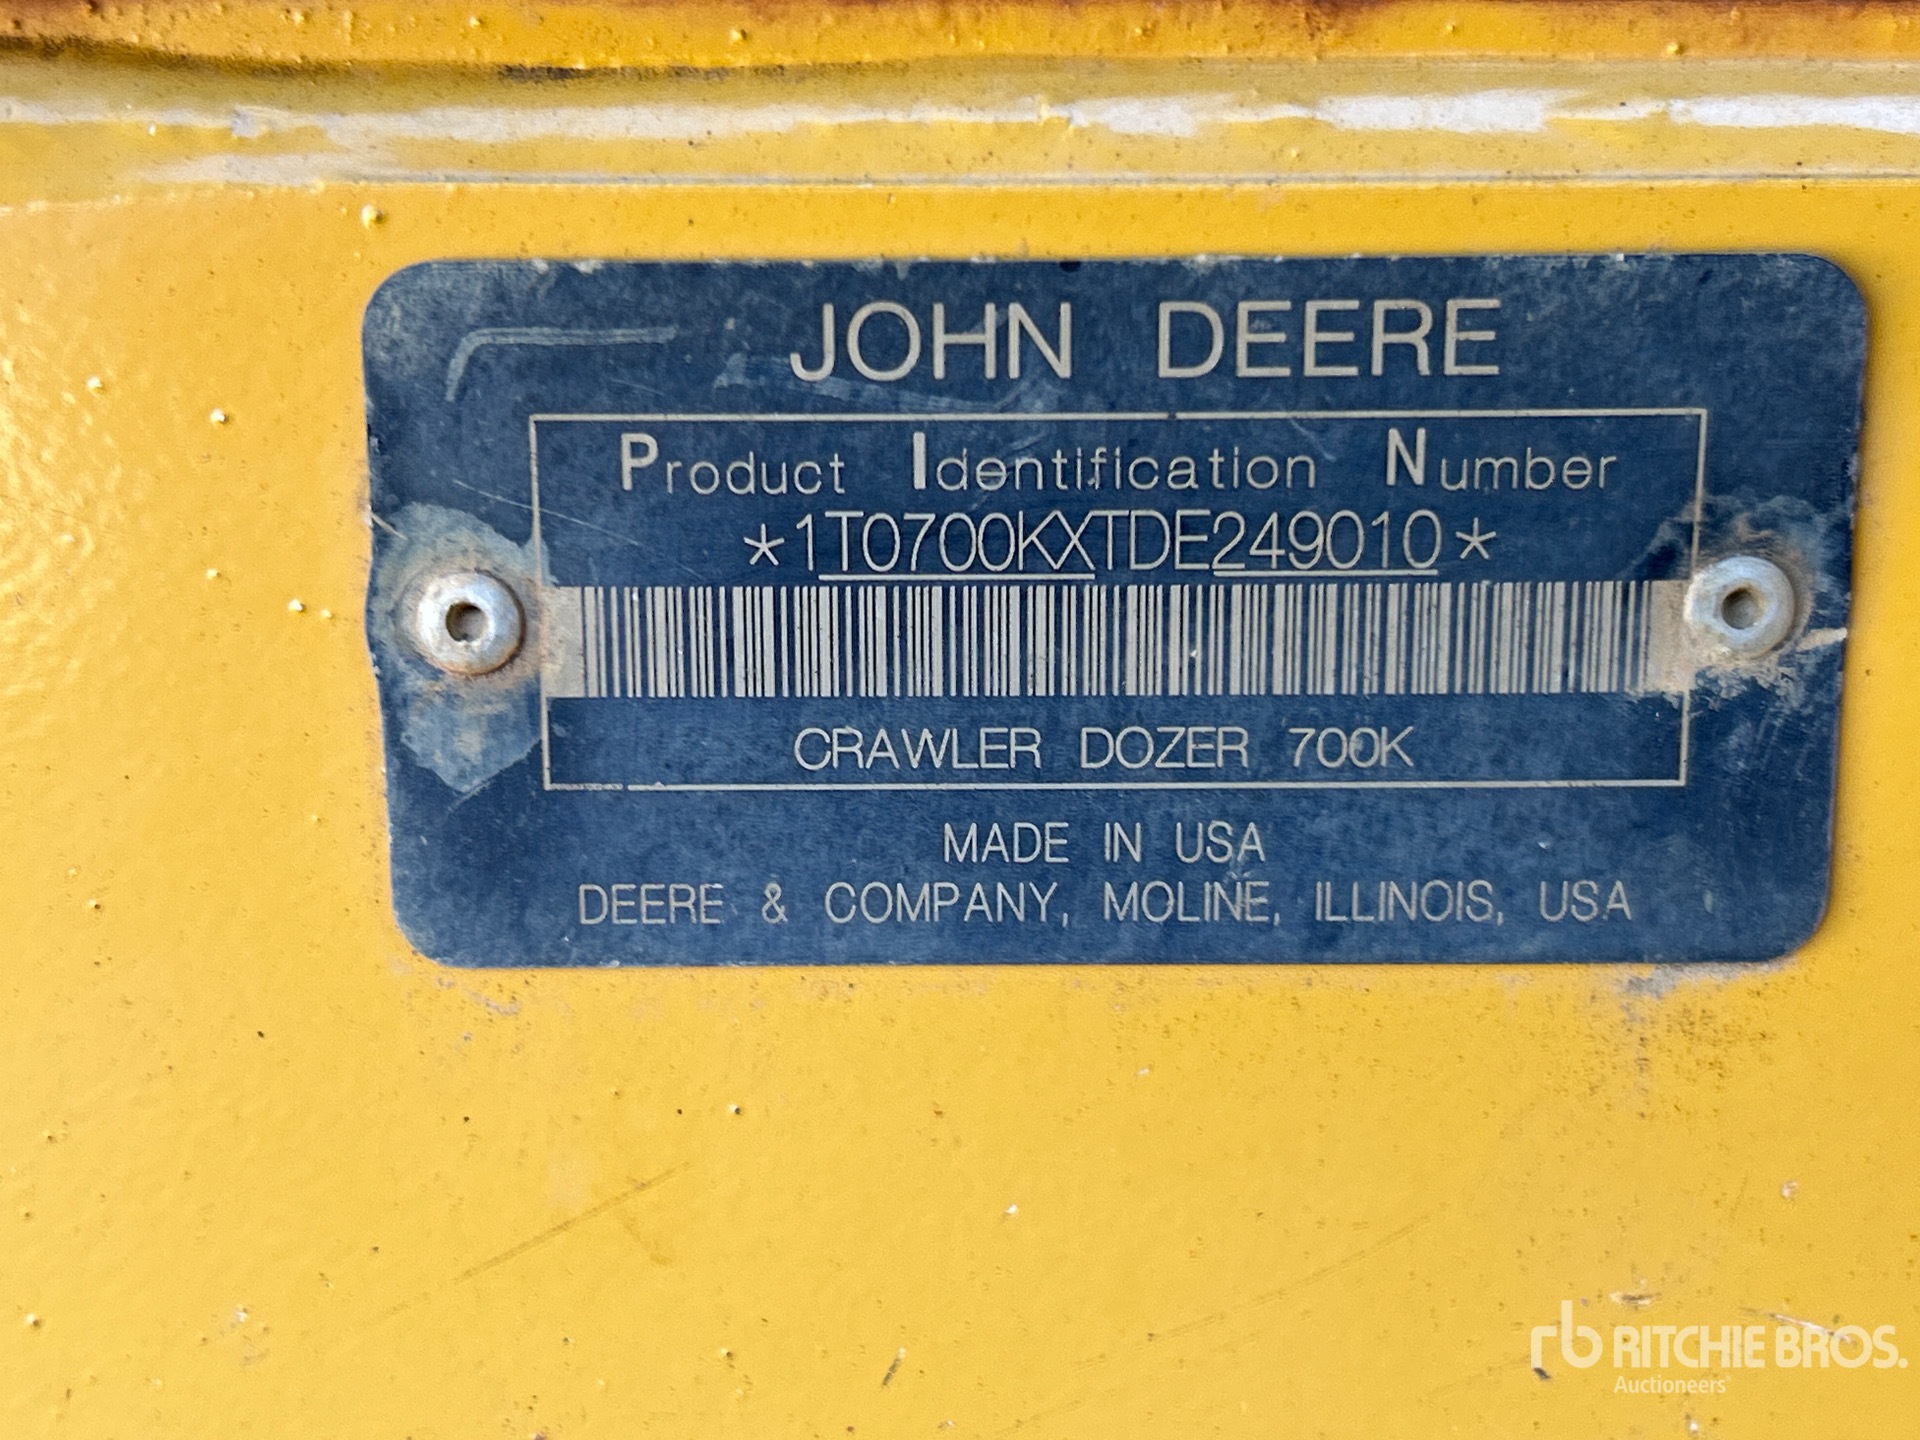 JOHN DEERE
Product Identification Number
*1T0700KXTDE249010*
CRAWLER DOZER 700K
MADE IN USA
DEERE & COMPANY, MOLINE, ILLINOIS, USA
rb RITCHIE BROS.
Auctioneers